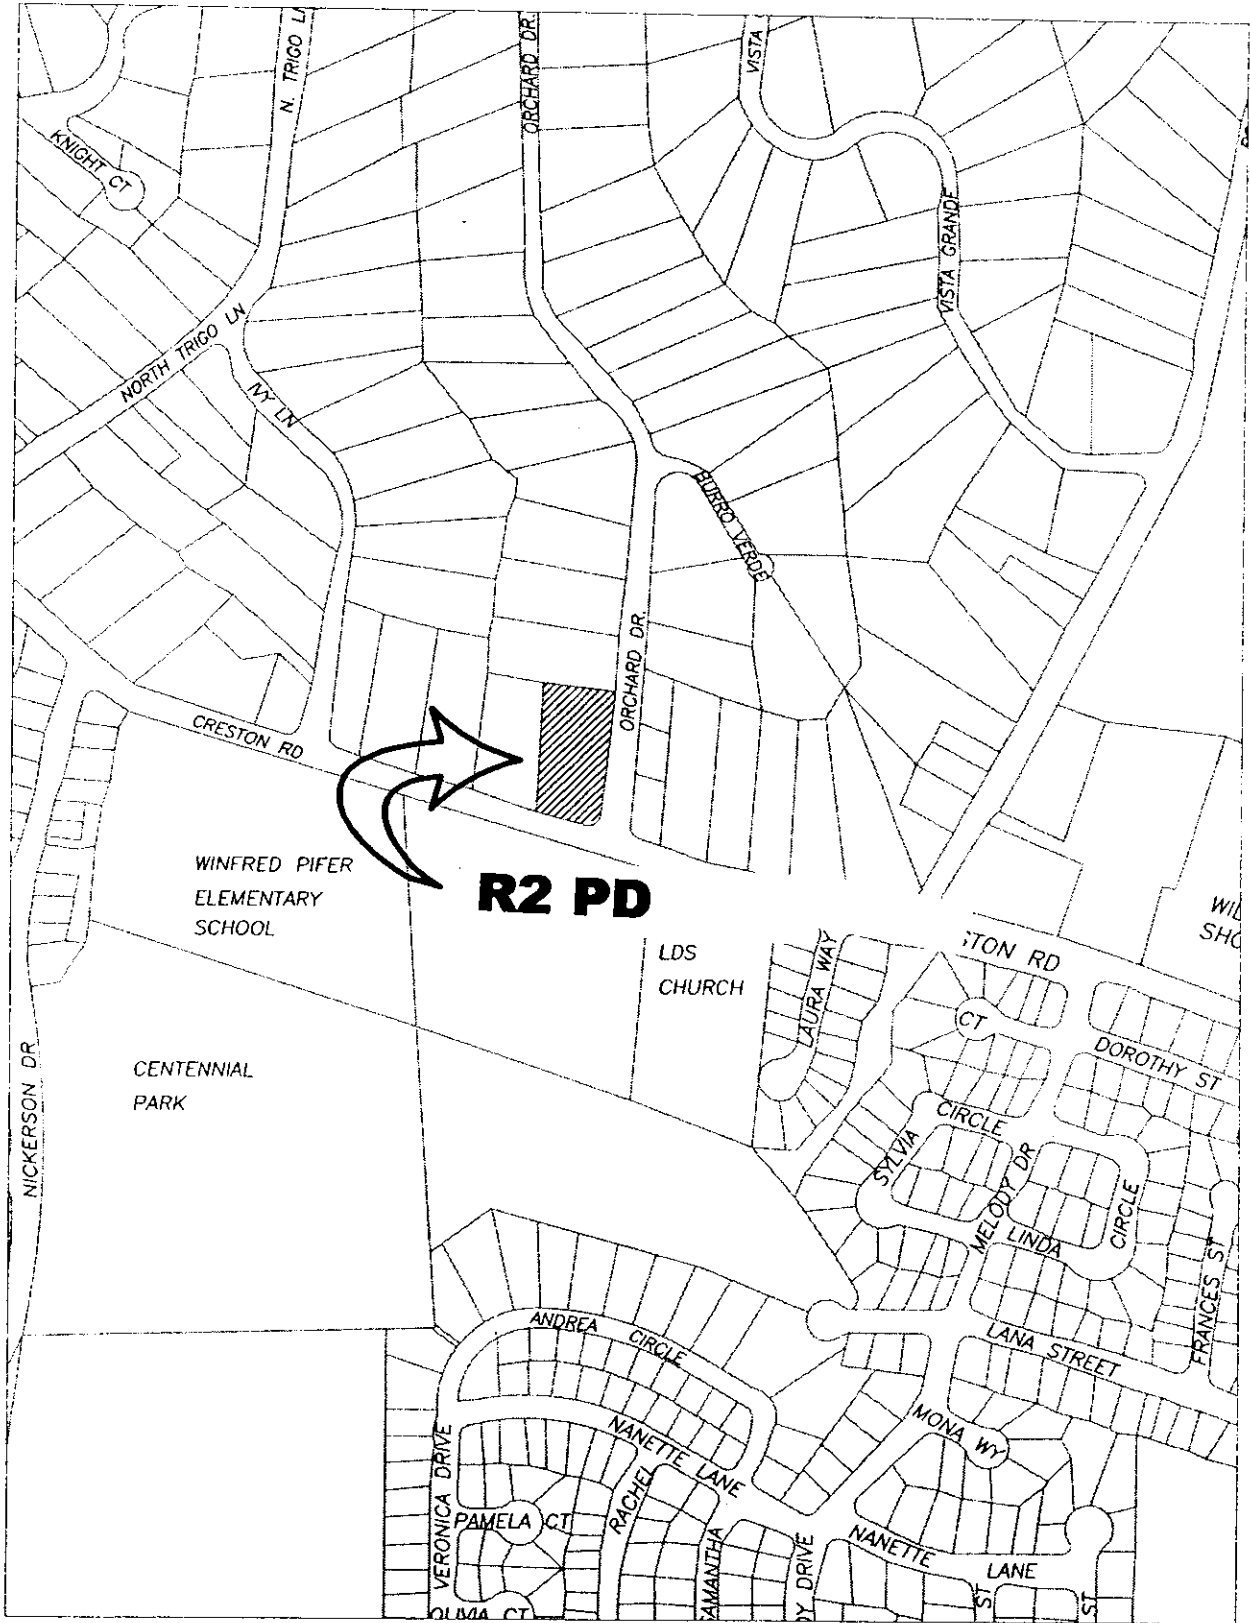 N. TRIGO LN
ORCHARD DR.
VISTA
KNIGHT CT
VISTA GRANDE
NORTH TRIGO LN
IVY LN
BURRO VERDE
ORCHARD DR.
CRESTON RD
WINFRED PIFER
ELEMENTARY
SCHOOL
R2 PD
LDS
CHURCH
LAURA WAY
STON RD
CT
DOROTHY ST
NICKERSON DR
CENTENNIAL
PARK
CIRCLE
SYLVIA
MELODY DR
LINDA
CIRCLE
FRANCES ST
ANDREA CIRCLE
LANA STREET
MONA WY
VERONICA DRIVE
NANETTE LANE
RACHEL
PAMELA CT
AMANTHA
DY DRIVE
NANETTE LANE
ST
ST
OLIVIA CT